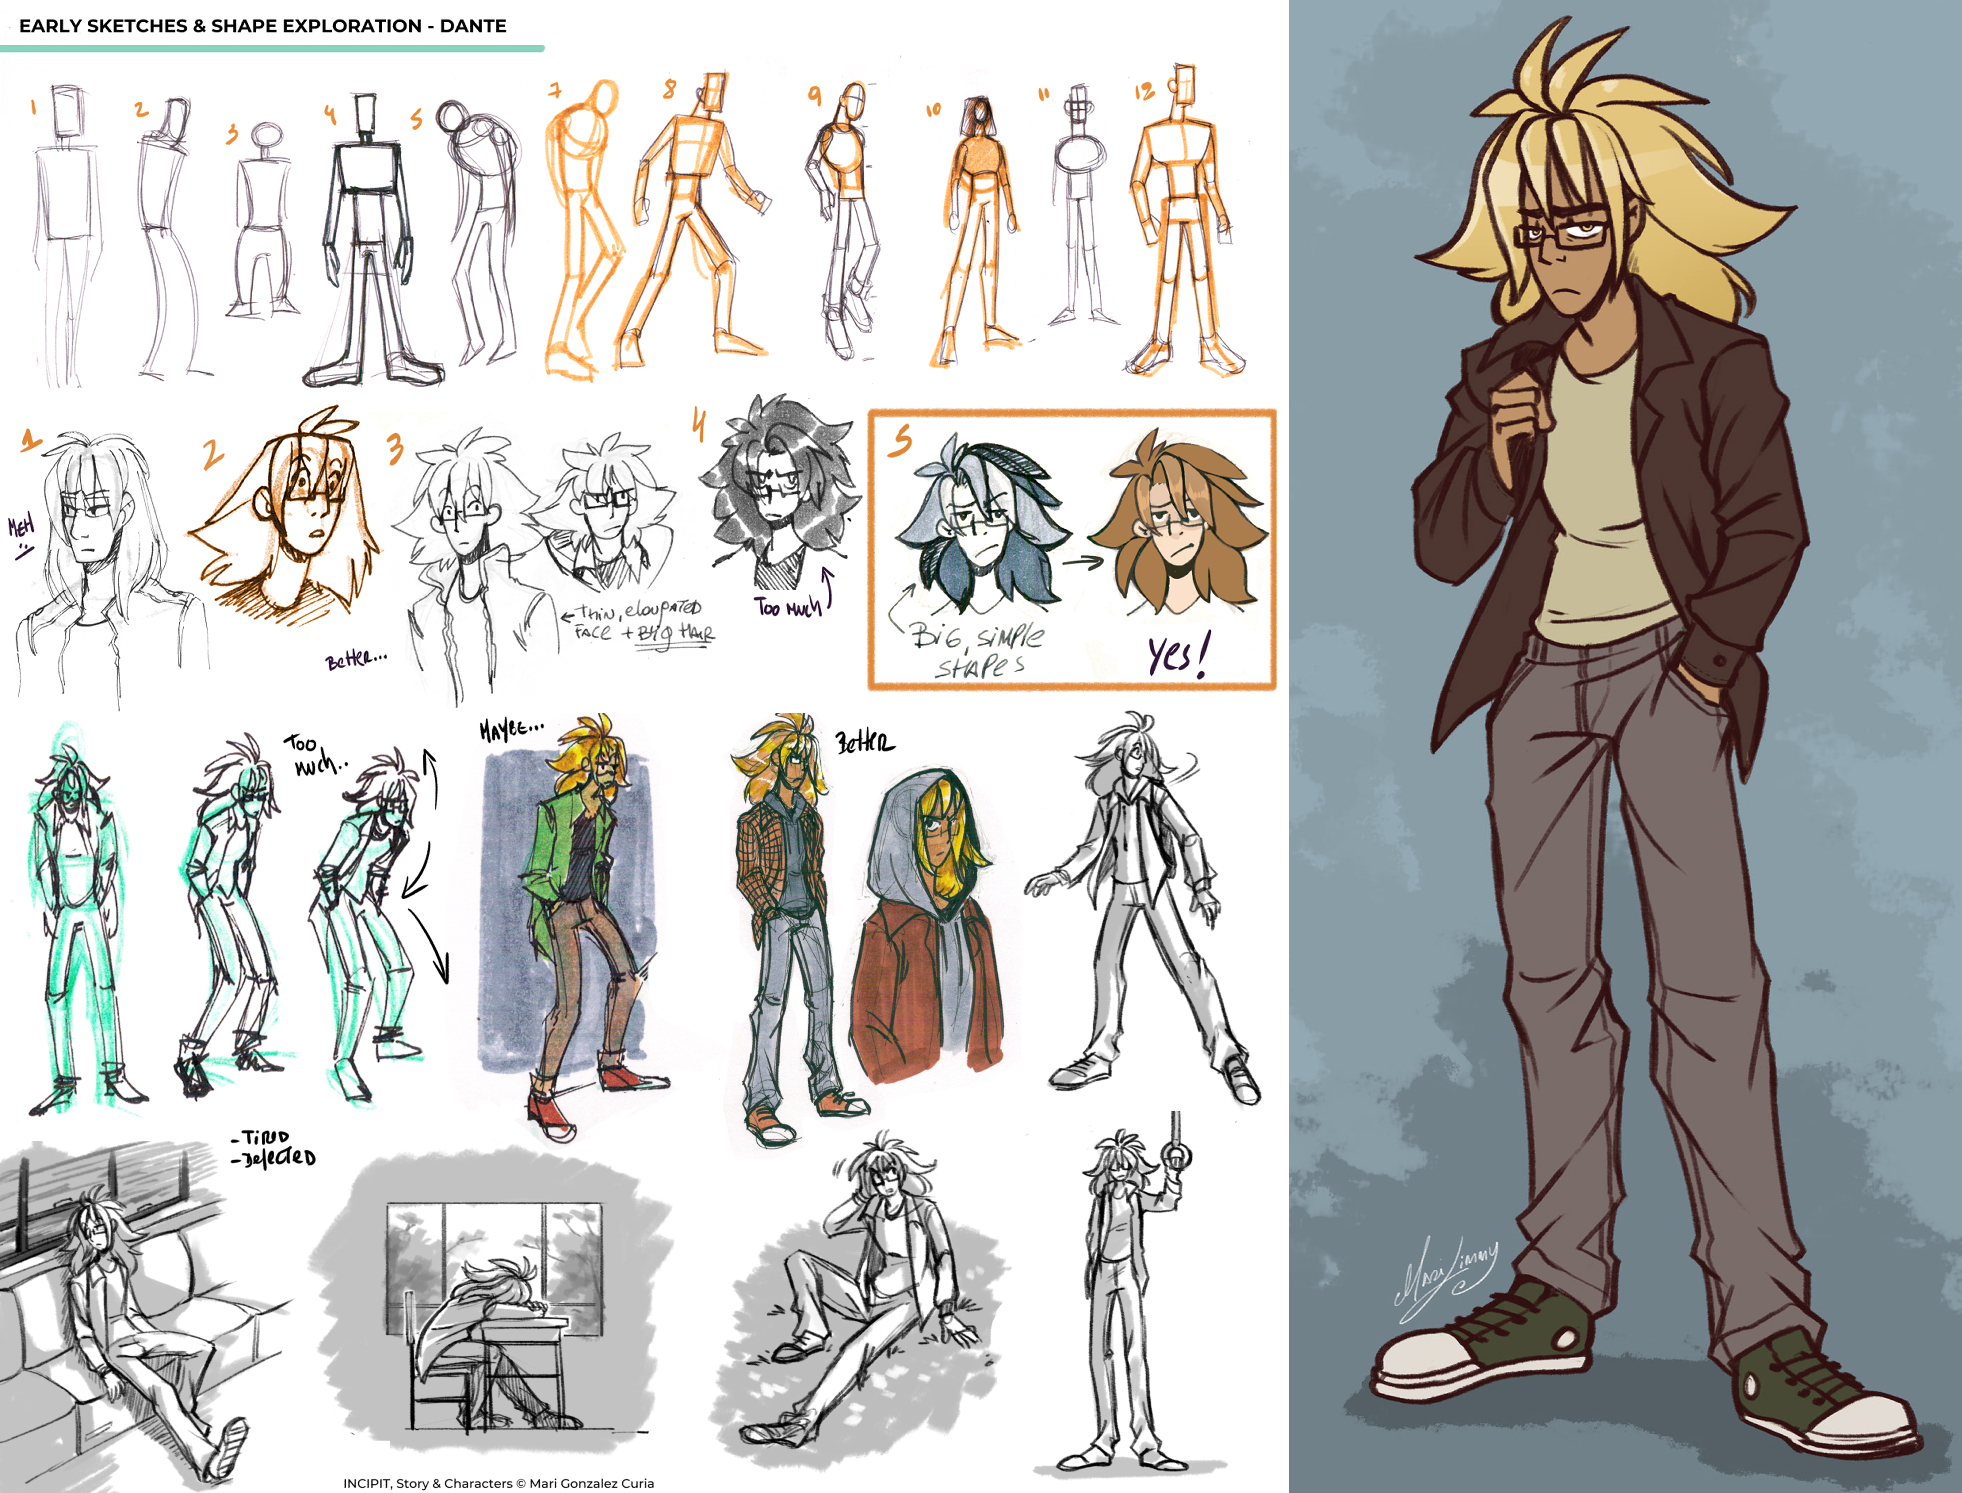 EARLY SKETCHES & SHAPE EXPLORATION - DANTE
1
2
3
4
5
7
8
9
10
11
12
1
2
3
4
5
MEH
BetteR...
← THIN, eloNgATED
FACE + BIG HAIR
Too Much
Big, simple
SHAPes
Yes!
Too
Much..
MAYBE...
BetteR
- TIRED
- DeJecTED
Mari Jimmy
INCIPIT, Story & Characters © Mari Gonzalez Curia